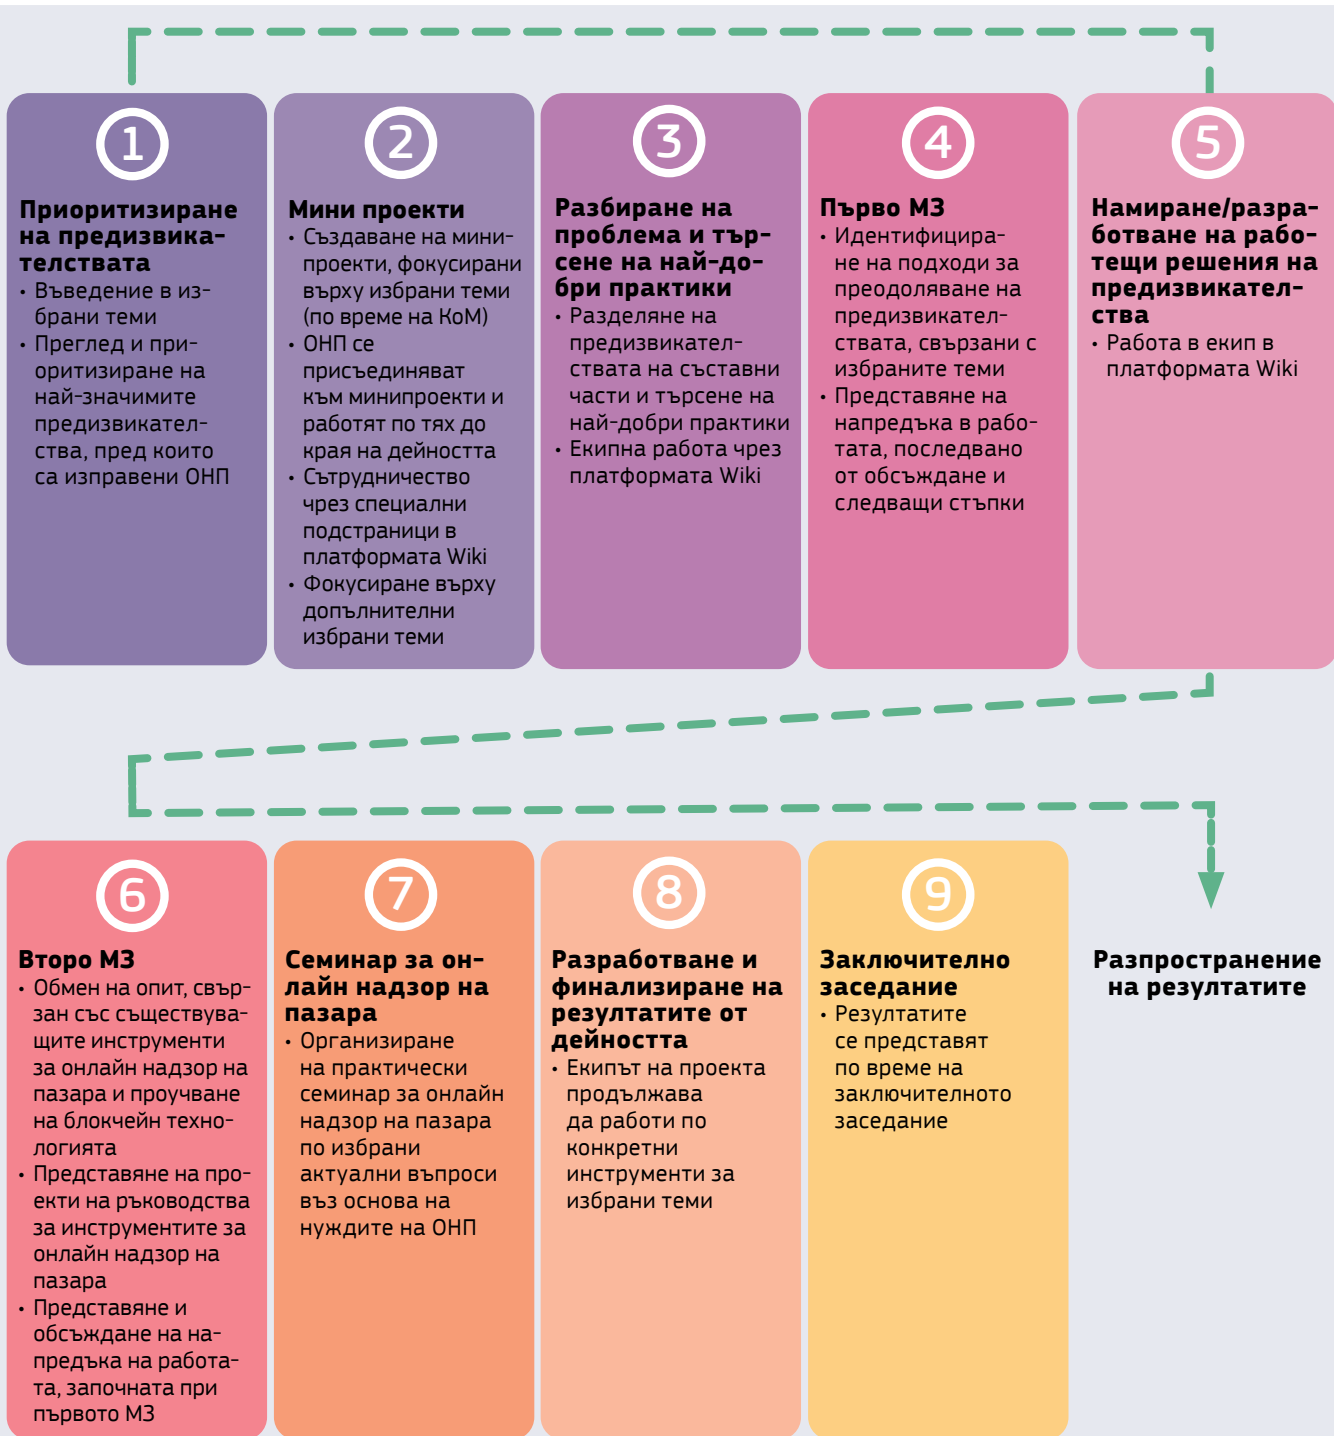 1
Приоритизиране
на предизвика-
телствата
• Въведение в из-
брани теми
• Преглед и при-
оритизиране на
най-значимите
предизвикател-
ства, пред които
са изправени ОНП
2
Мини проекти
• Създаване на мини-
проекти, фокусирани
върху избрани теми
(по време на КоМ)
• ОНП се
присъединяват
към минипроекти и
работят по тях до
края на дейността
• Сътрудничество
чрез специални
подстраници в
платформата Wiki
• Фокусиране върху
допълнителни
избрани теми
3
Разбиране на
проблема и тър-
сене на най-до-
бри практики
• Разделяне на
предизвикател-
ствата на съставни
части и търсене на
най-добри практики
• Екипна работа чрез
платформата Wiki
4
Първо МЗ
• Идентифицира-
не на подходи за
преодоляване на
предизвикател-
ствата, свързани с
избраните теми
• Представяне на
напредъка в рабо-
тата, последвано
от обсъждане и
следващи стъпки
5
Намиране/разра-
ботване на рабо-
тещи решения на
предизвикател-
ства
• Работа в екип в
платформата Wiki
6
Второ МЗ
• Обмен на опит, свър-
зан със съществува-
щите инструменти
за онлайн надзор на
пазара и проучване
на блокчейн техно-
логията
• Представяне на про-
екти на ръководства
за инструментите за
онлайн надзор на
пазара
• Представяне и
обсъждане на на-
предъка на работа-
та, започната при
първото МЗ
7
Семинар за он-
лайн надзор на
пазара
• Организиране
на практически
семинар за онлайн
надзор на пазара
по избрани
актуални въпроси
въз основа на
нуждите на ОНП
8
Разработване и
финализиране на
резултатите от
дейността
• Екипът на проекта
продължава
да работи по
конкретни
инструменти за
избрани теми
9
Заключително
заседание
• Резултатите
се представят
по време на
заключителното
заседание
Разпространение
на резултатите